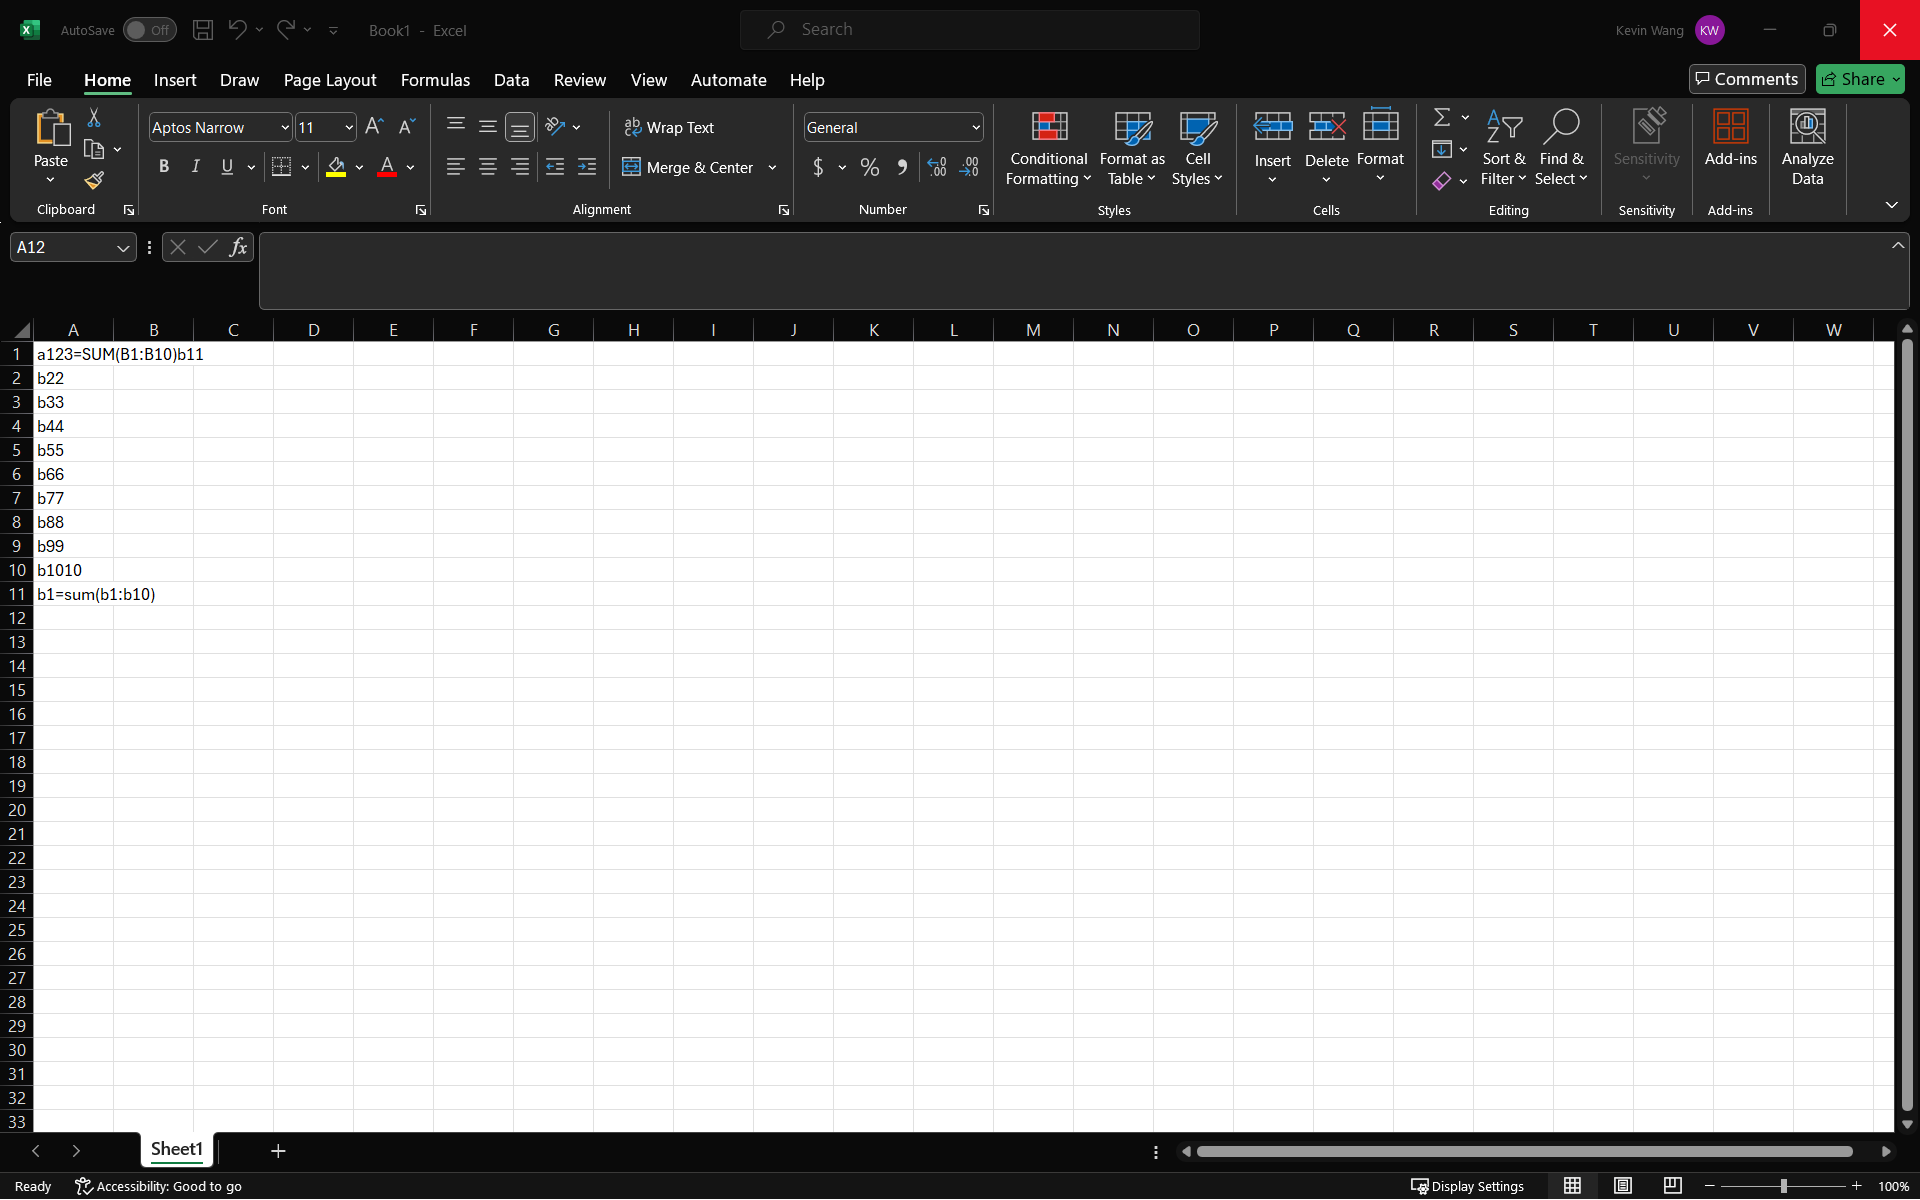 AutoSave Off Book1 - Excel Search Kevin Wang KW
File Home Insert Draw Page Layout Formulas Data Review View Automate Help Comments Share
Paste
Clipboard
Aptos Narrow 11
B I U A
Font
ab Wrap Text
Merge & Center
Alignment
General
$ % , .00 .00
Number
Conditional Formatting
Format as Table
Cell Styles
Styles
Insert Delete Format
Cells
Sort & Filter
Find & Select
Editing
Sensitivity
Sensitivity
Add-ins
Add-ins
Analyze Data
A12 fx
A B C D E F G H I J K L M N O P Q R S T U V W
1 a123=SUM(B1:B10)b11
2 b22
3 b33
4 b44
5 b55
6 b66
7 b77
8 b88
9 b99
10 b1010
11 b1=sum(b1:b10)
12
13
14
15
16
17
18
19
20
21
22
23
24
25
26
27
28
29
30
31
32
33
Sheet1
Ready Accessibility: Good to go Display Settings 100%